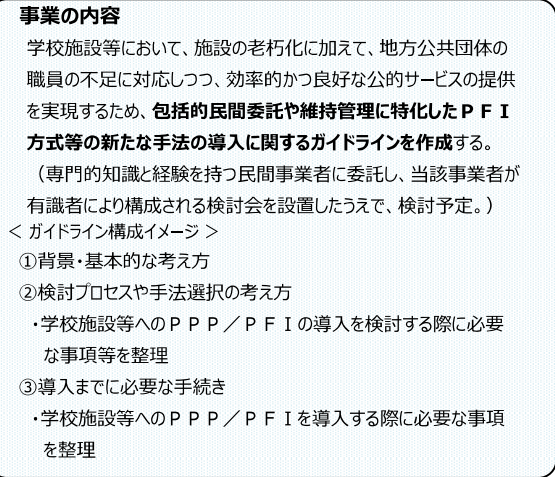 事業の内容
学校施設等において、施設の老朽化に加えて、地方公共団体の
職員の不足に対応しつつ、効率的かつ良好な公的サービスの提供
を実現するため、包括的民間委託や維持管理に特化したＰＦＩ
方式等の新たな手法の導入に関するガイドラインを作成する。
（専門的知識と経験を持つ民間事業者に委託し、当該事業者が
有識者により構成される検討会を設置したうえで、検討予定。）
＜ ガイドライン構成イメージ ＞
①背景・基本的な考え方
②検討プロセスや手法選択の考え方
・学校施設等へのＰＰＰ／ＰＦＩの導入を検討する際に必要
な事項等を整理
③導入までに必要な手続き
・学校施設等へのＰＰＰ／ＰＦＩを導入する際に必要な事項
を整理